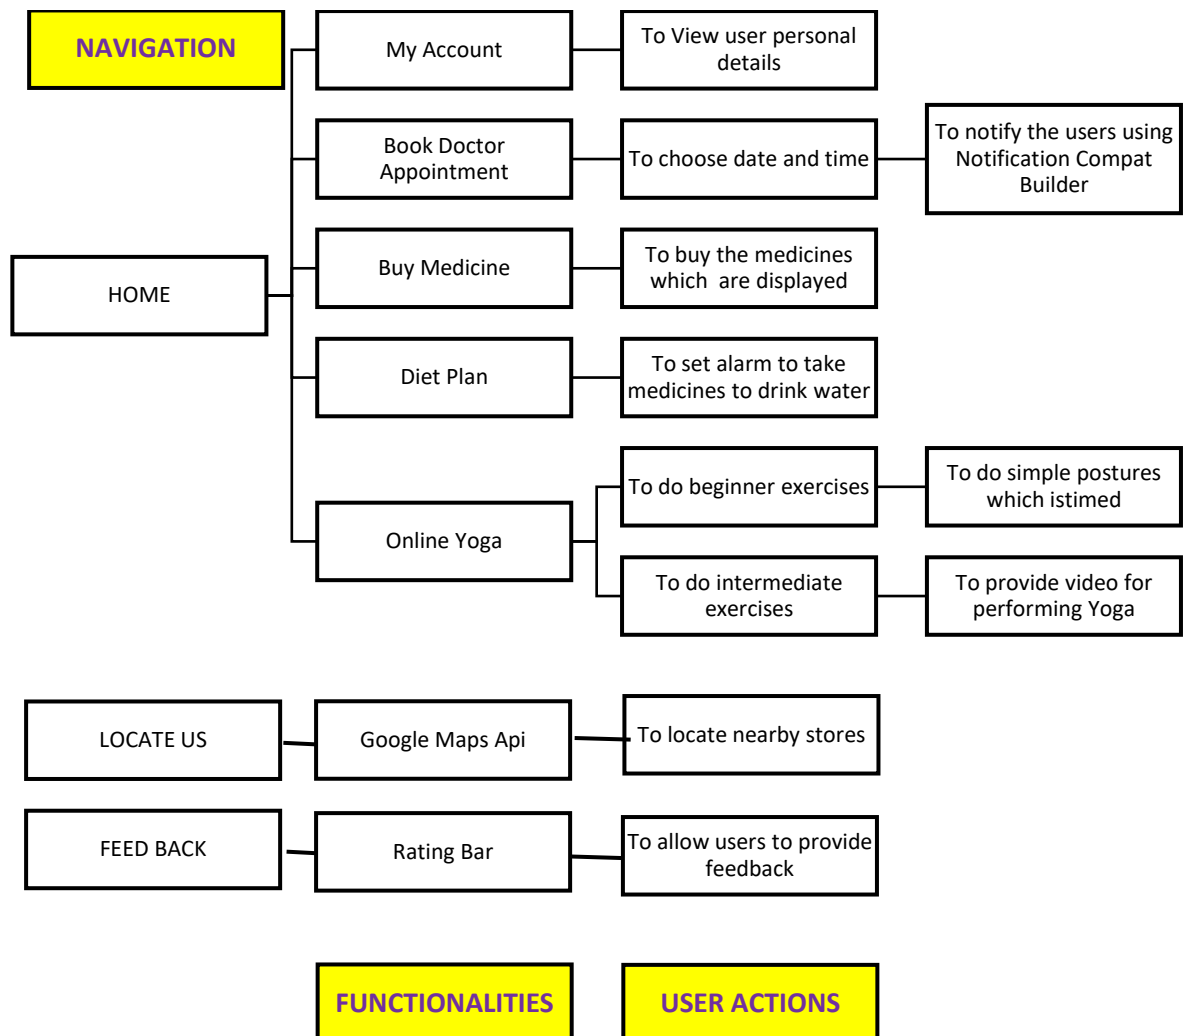 NAVIGATION
My Account
To View user personal
details
Book Doctor
Appointment
To choose date and time
To notify the users using
Notification Compat
Builder
HOME
Buy Medicine
To buy the medicines
which  are displayed
Diet Plan
To set alarm to take
medicines to drink water
Online Yoga
To do beginner exercises
To do simple postures
which istimed
To do intermediate
exercises
To provide video for
performing Yoga
LOCATE US
Google Maps Api
To locate nearby stores
FEED BACK
Rating Bar
To allow users to provide
feedback
FUNCTIONALITIES
USER ACTIONS